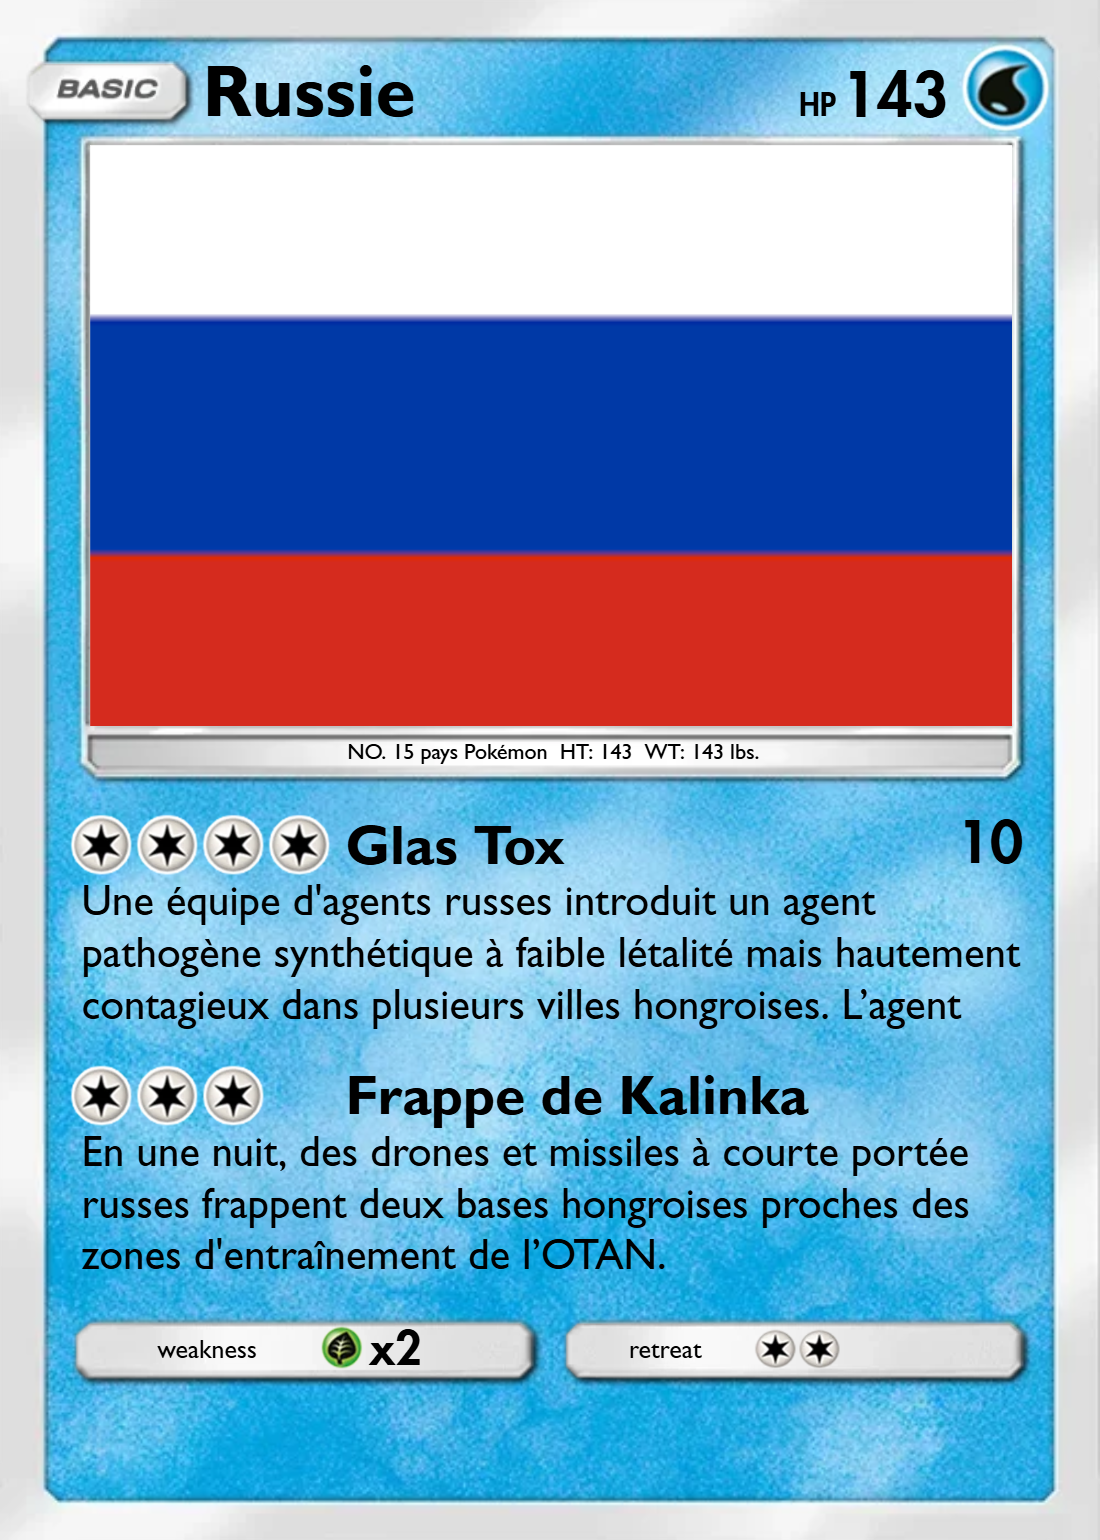 BASIC Russie HP 143
NO. 15 pays Pokémon HT: 143 WT: 143 lbs.
Glas Tox 10
Une équipe d'agents russes introduit un agent
pathogène synthétique à faible létalité mais hautement
contagieux dans plusieurs villes hongroises. L’agent
Frappe de Kalinka
En une nuit, des drones et missiles à courte portée
russes frappent deux bases hongroises proches des
zones d'entraînement de l’OTAN.
weakness x2 retreat